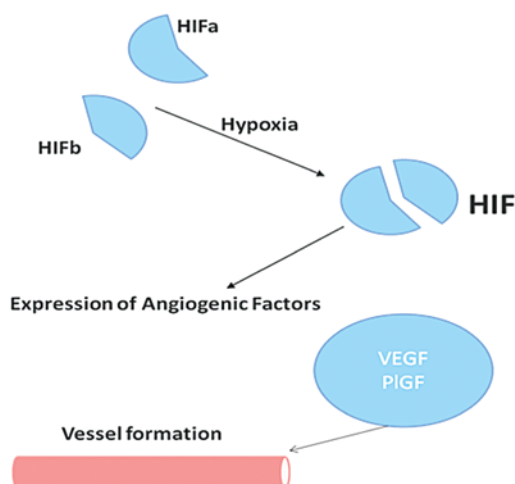 HIFa
Hypoxia
HIFb
HIF
Expression of Angiogenic Factors
VEGF
PlGF
Vessel formation